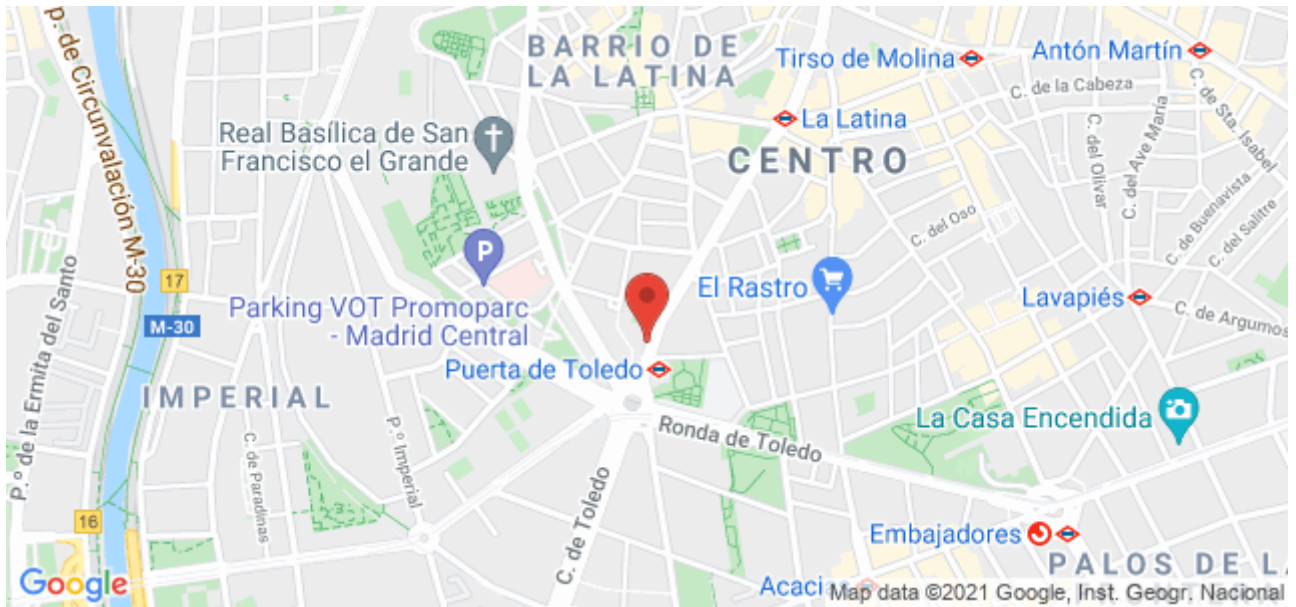 p. de Circunvalación M-30
BARRIO DE
LA LATINA
Tirso de Molina
Antón Martín
C. de la Cabeza
C. de Sta. Isabel
La Latina
Real Basílica de San
Francisco el Grande
CENTRO
C. del Olivar
C. del Ave María
C. de Buenavista
C. del Salitre
C. del Oso
P
17
M-30
Parking VOT Promoparc
- Madrid Central
El Rastro
Lavapiés
C. de Argumos
Puerta de Toledo
P.º de la Ermita del Santo
IMPERIAL
C. de Paradinas
P.º Imperial
Ronda de Toledo
La Casa Encendida
16
C. de Toledo
Embajadores
PALOS DE L
Google
Acaci
Map data ©2021 Google, Inst. Geogr. Nacional